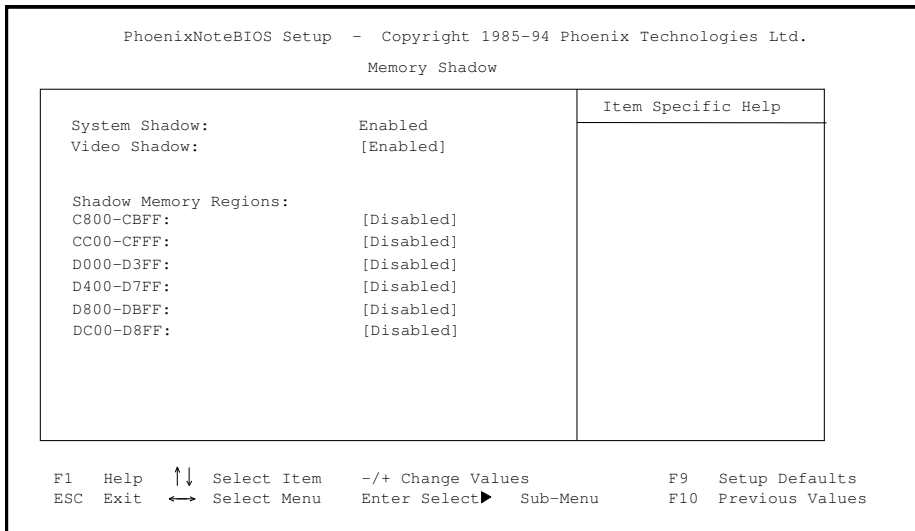 PhoenixNoteBIOS Setup - Copyright 1985-94 Phoenix Technologies Ltd.
Memory Shadow
Item Specific Help
System Shadow: Enabled
Video Shadow: [Enabled]
Shadow Memory Regions:
C800-CBFF: [Disabled]
CC00-CFFF: [Disabled]
D000-D3FF: [Disabled]
D400-D7FF: [Disabled]
D800-DBFF: [Disabled]
DC00-D8FF: [Disabled]
F1 Help ↑↓ Select Item -/+ Change Values F9 Setup Defaults
ESC Exit ←→ Select Menu Enter Select▶ Sub-Menu F10 Previous Values